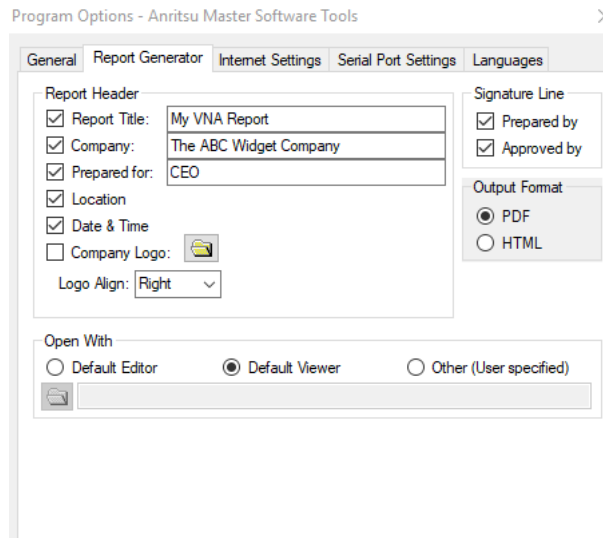 Program Options - Anritsu Master Software Tools
General Report Generator Internet Settings Serial Port Settings Languages
Report Header
Report Title: My VNA Report
Company: The ABC Widget Company
Prepared for: CEO
Location
Date & Time
Company Logo:
Logo Align: Right
Signature Line
Prepared by
Approved by
Output Format
PDF
HTML
Open With
Default Editor Default Viewer Other (User specified)